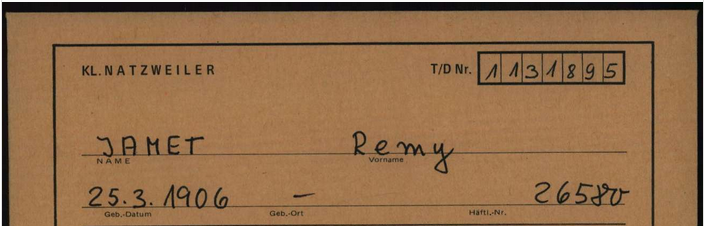 KL. NATZWEILER T/D Nr. 1131895
JAMET Remy
NAME Vorname
25.3.1906 – 26580
Geb.-Datum Geb.-Ort Häftl.-Nr.